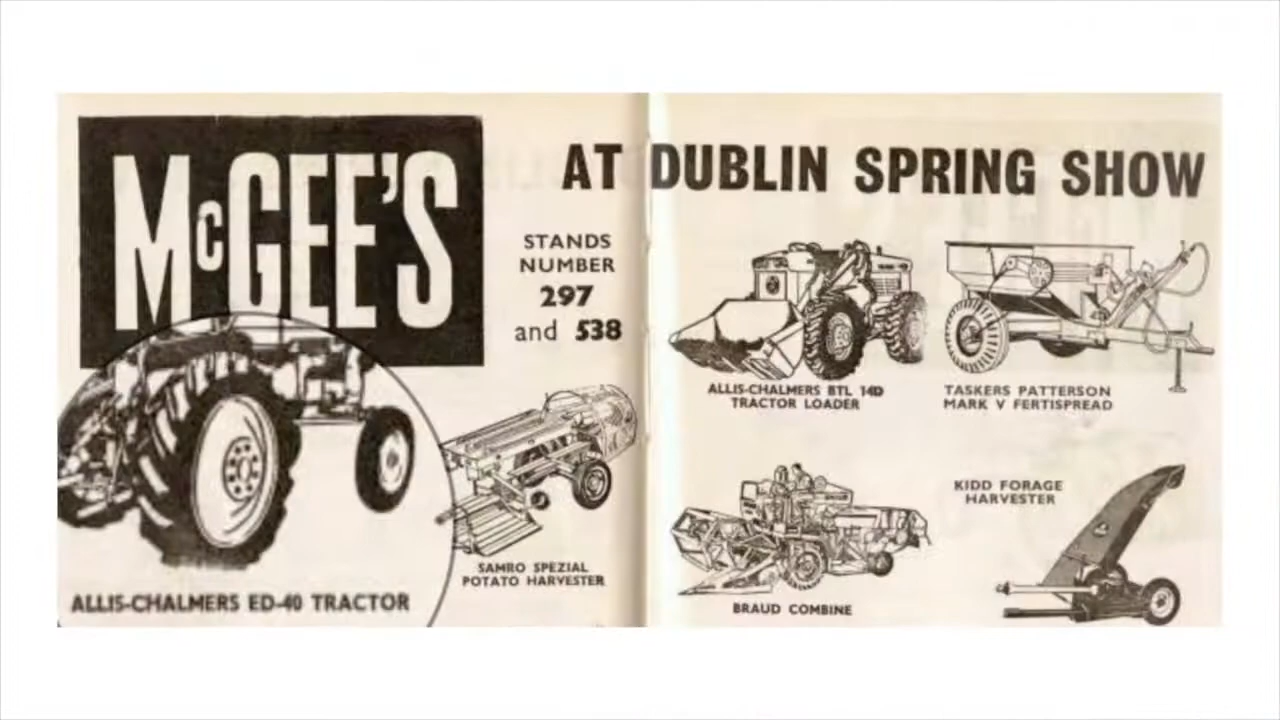 McGEE'S
AT DUBLIN SPRING SHOW
STANDS
NUMBER
297
and 538
ALLIS-CHALMERS ED-40 TRACTOR
SAMRO SPEZIAL
POTATO HARVESTER
ALLIS-CHALMERS BTL 14D
TRACTOR LOADER
TASKERS PATTERSON
MARK V FERTISPREAD
BRAUD COMBINE
KIDD FORAGE
HARVESTER